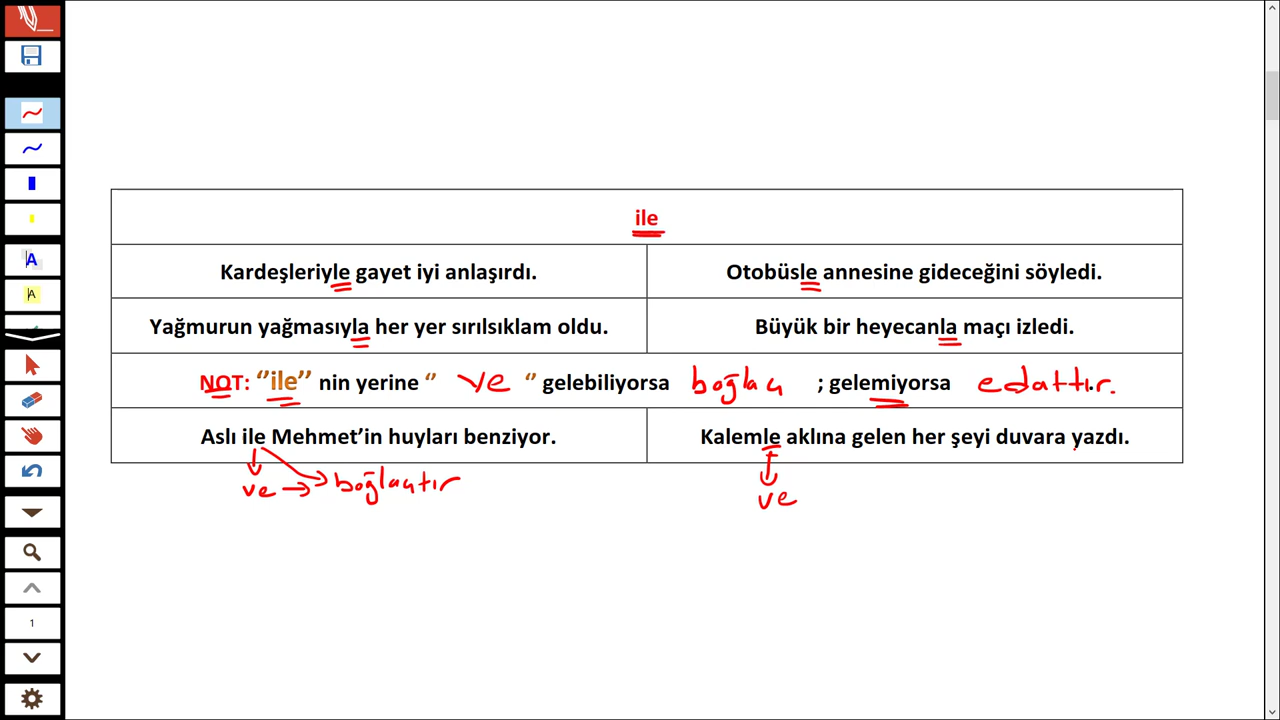 ile
Kardeşleriyle gayet iyi anlaşırdı.
Otobüsle annesine gideceğini söyledi.
Yağmurun yağmasıyla her yer sırılsıklam oldu.
Büyük bir heyecanla maçı izledi.
NOT: ‘’ile’’ nin yerine ‘’ ve ‘’ gelebiliyorsa bağlaç ; gelemiyorsa edattır.
Aslı ile Mehmet’in huyları benziyor.
Kalemle aklına gelen her şeyi duvara yazdı.
ve bağlaçtır
ve
A
A
1